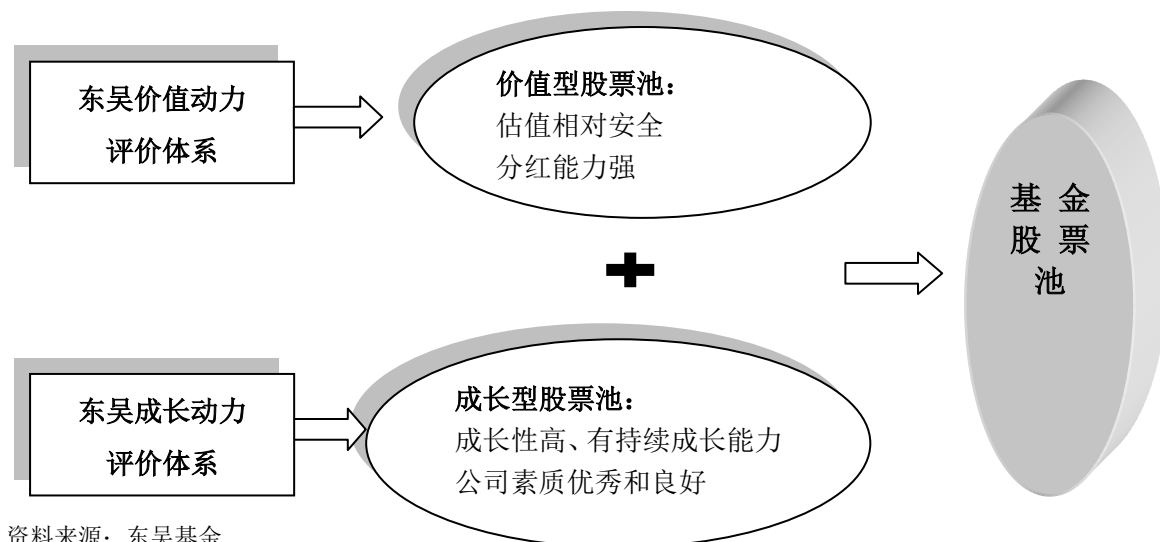 东吴价值动力
评价体系
价值型股票池：
估值相对安全
分红能力强
基 金
股 票
池
东吴成长动力
评价体系
成长型股票池：
成长性高、有持续成长能力
公司素质优秀和良好
资料来源：东吴基金